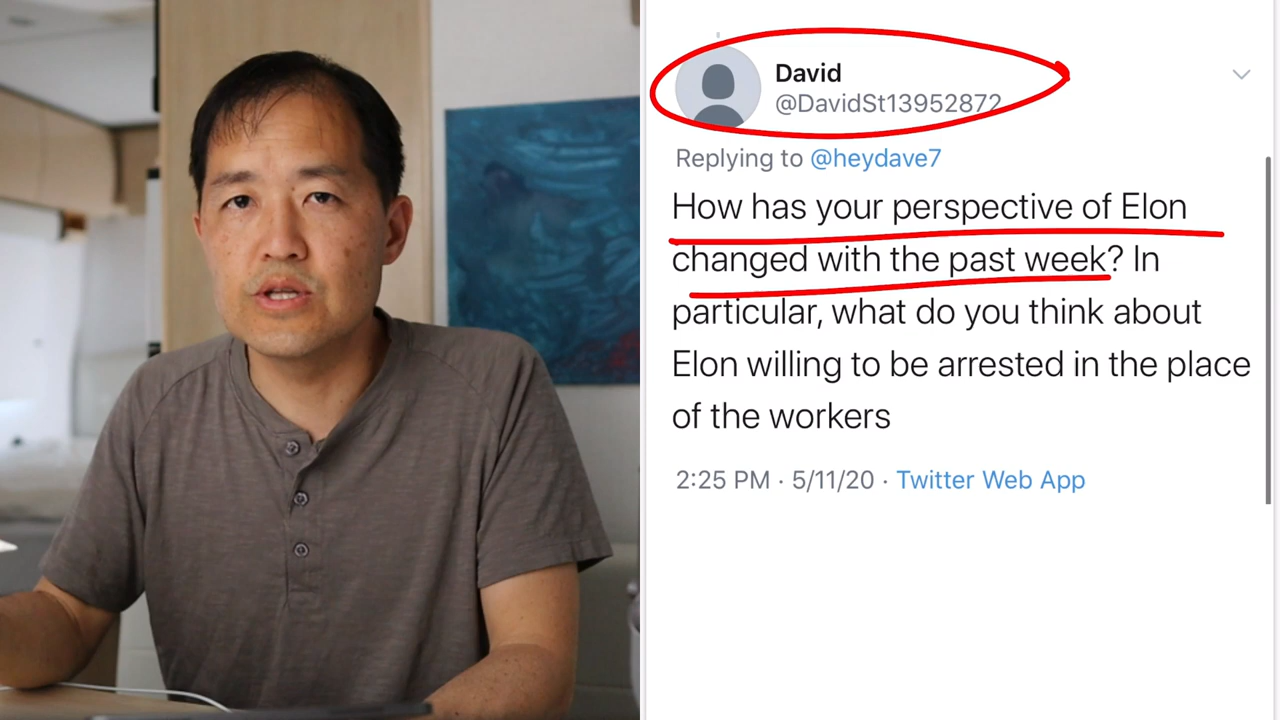 David
@DavidSt13952872
Replying to @heydave7
How has your perspective of Elon
changed with the past week? In
particular, what do you think about
Elon willing to be arrested in the place
of the workers
2:25 PM · 5/11/20 · Twitter Web App